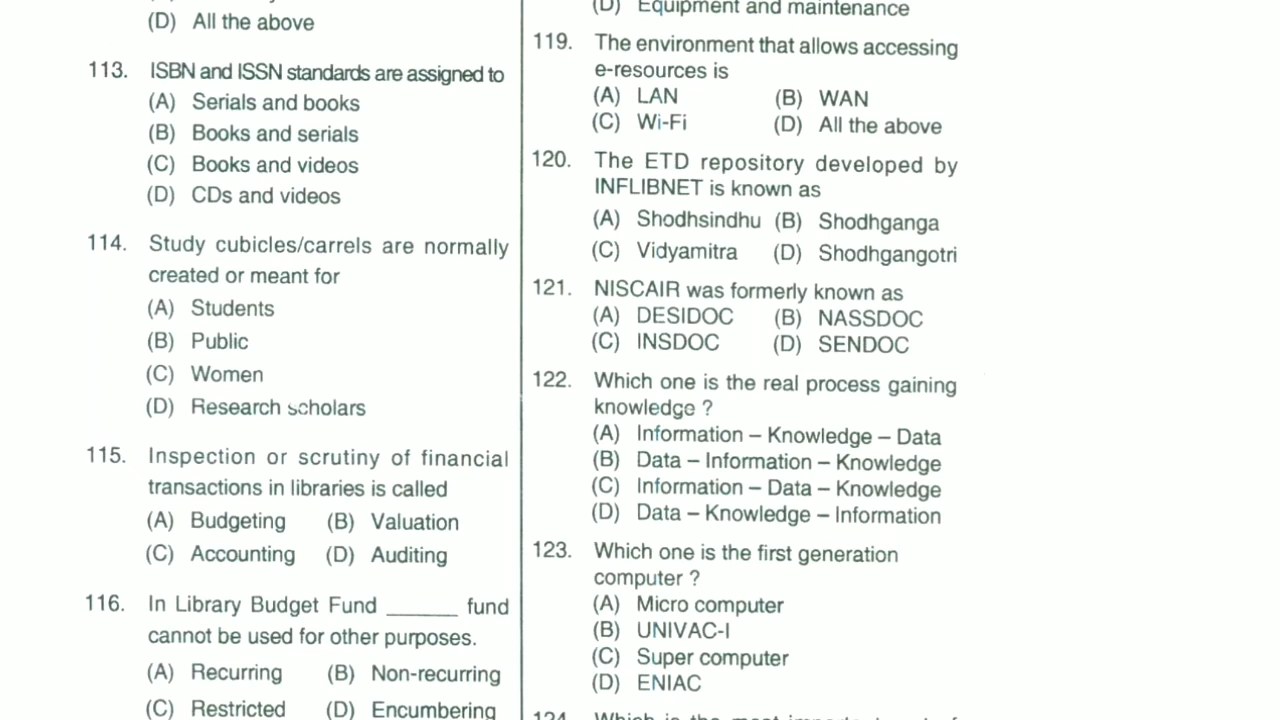 (D) All the above
113. ISBN and ISSN standards are assigned to
(A) Serials and books
(B) Books and serials
(C) Books and videos
(D) CDs and videos
114. Study cubicles/carrels are normally
created or meant for
(A) Students
(B) Public
(C) Women
(D) Research scholars
115. Inspection or scrutiny of financial
transactions in libraries is called
(A) Budgeting (B) Valuation
(C) Accounting (D) Auditing
116. In Library Budget Fund ______ fund
cannot be used for other purposes.
(A) Recurring (B) Non-recurring
(C) Restricted (D) Encumbering
(D) Equipment and maintenance
119. The environment that allows accessing
e-resources is
(A) LAN (B) WAN
(C) Wi-Fi (D) All the above
120. The ETD repository developed by
INFLIBNET is known as
(A) Shodhsindhu (B) Shodhganga
(C) Vidyamitra (D) Shodhgangotri
121. NISCAIR was formerly known as
(A) DESIDOC (B) NASSDOC
(C) INSDOC (D) SENDOC
122. Which one is the real process gaining
knowledge ?
(A) Information – Knowledge – Data
(B) Data – Information – Knowledge
(C) Information – Data – Knowledge
(D) Data – Knowledge – Information
123. Which one is the first generation
computer ?
(A) Micro computer
(B) UNIVAC-I
(C) Super computer
(D) ENIAC
124. Which is the most